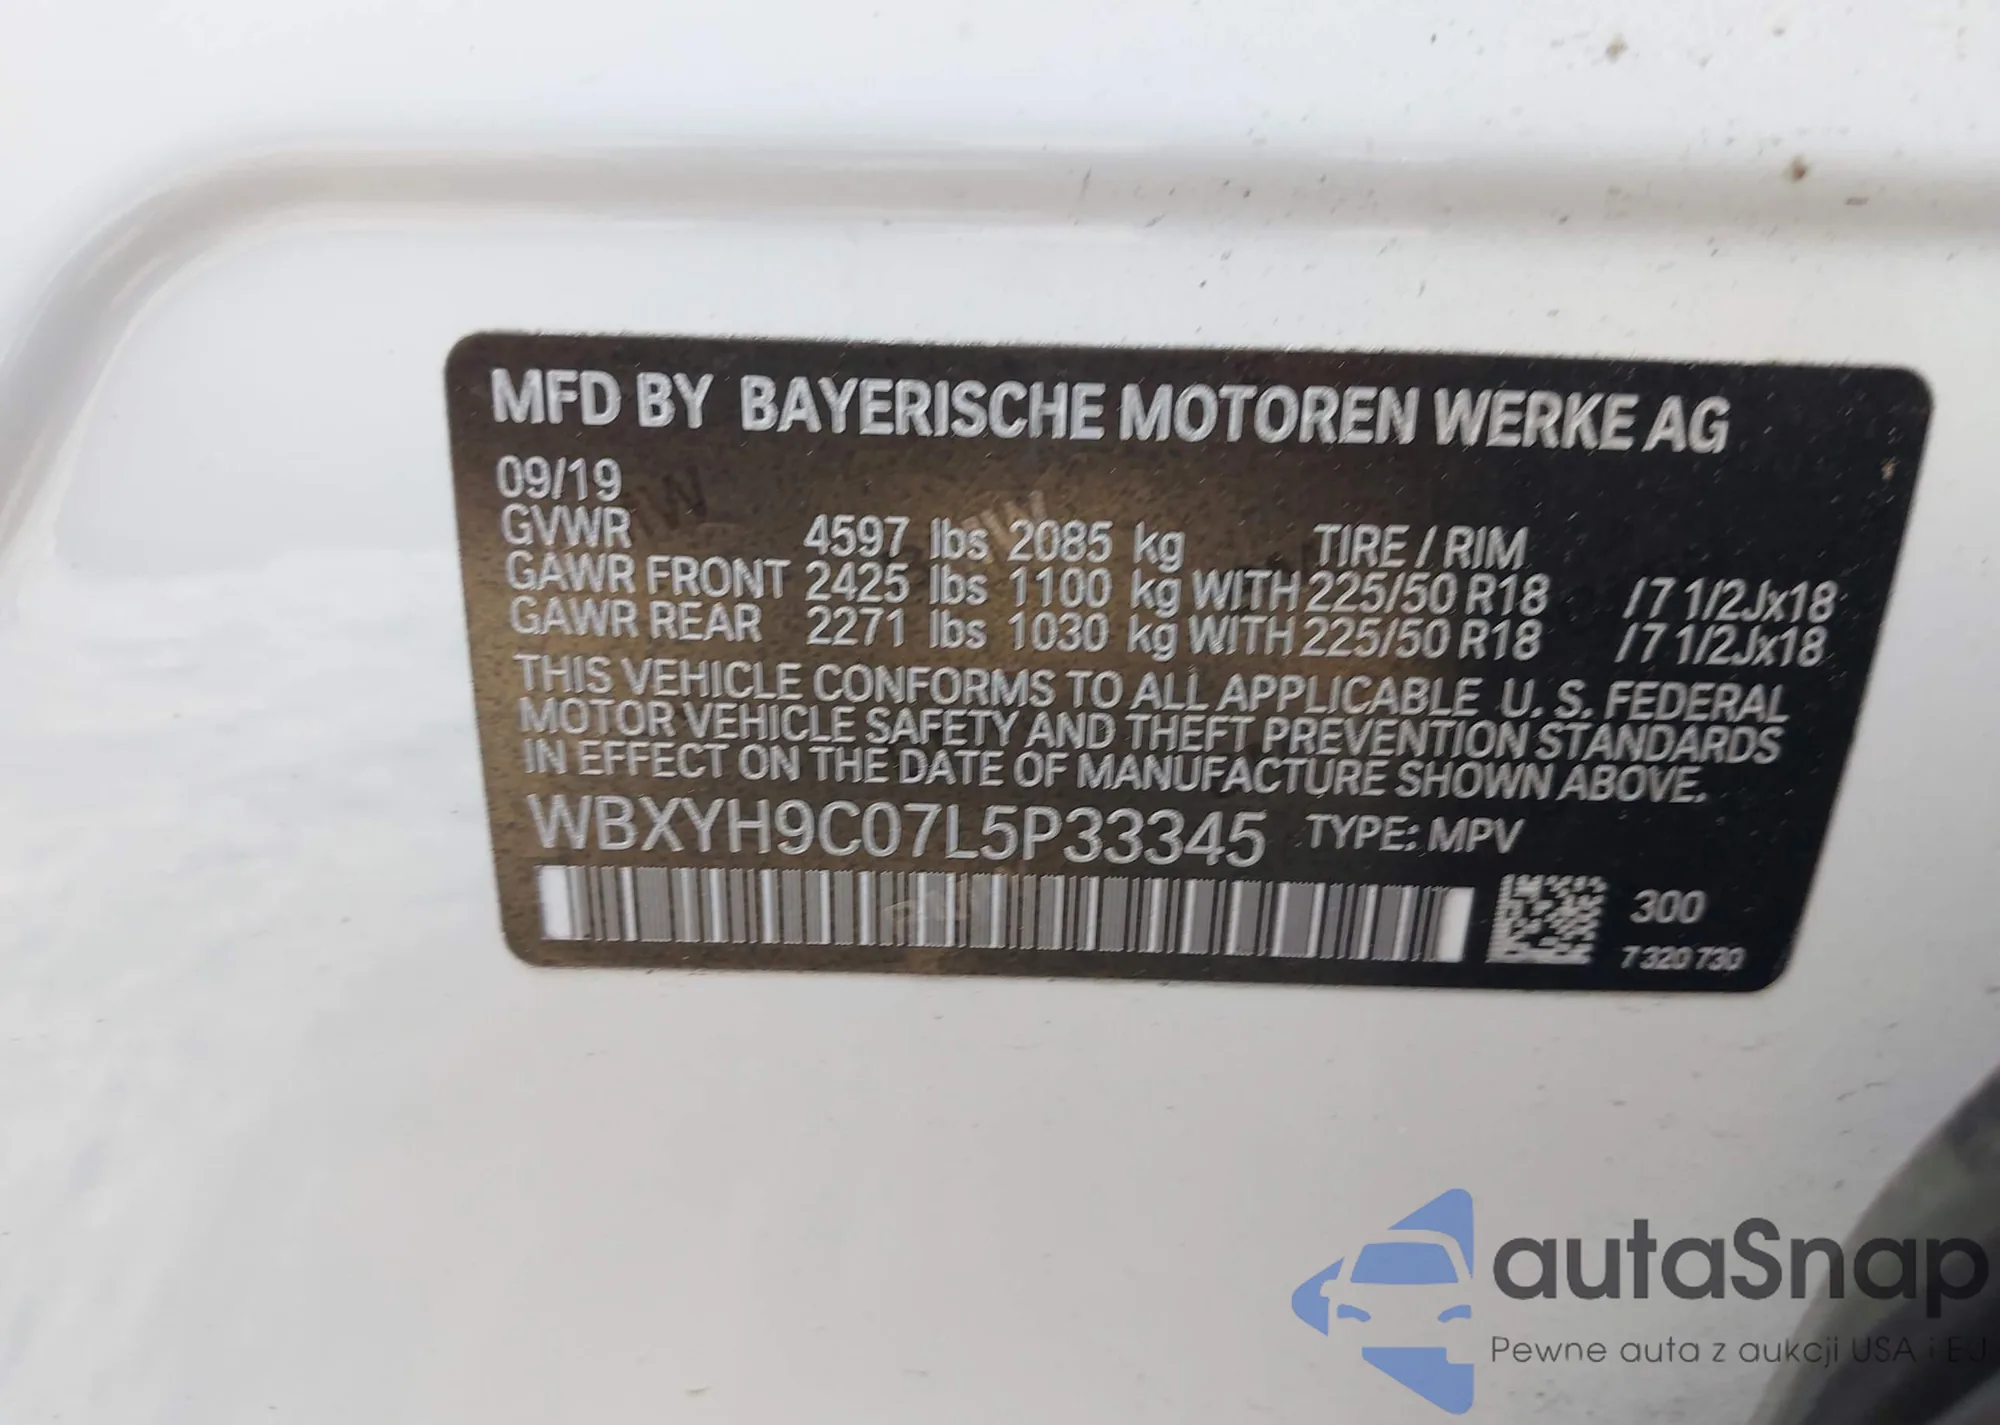 MFD BY BAYERISCHE MOTOREN WERKE AG
09/19
GVWR 4597 lbs 2085 kg TIRE / RIM
GAWR FRONT 2425 lbs 1100 kg WITH 225/50 R18 /7 1/2Jx18
GAWR REAR 2271 lbs 1030 kg WITH 225/50 R18 /7 1/2Jx18
THIS VEHICLE CONFORMS TO ALL APPLICABLE U. S. FEDERAL
MOTOR VEHICLE SAFETY AND THEFT PREVENTION STANDARDS
IN EFFECT ON THE DATE OF MANUFACTURE SHOWN ABOVE.
WBXYH9C07L5P33345 TYPE: MPV
300
7 320 730
autaSnap
Pewne auta z aukcji USA i EU